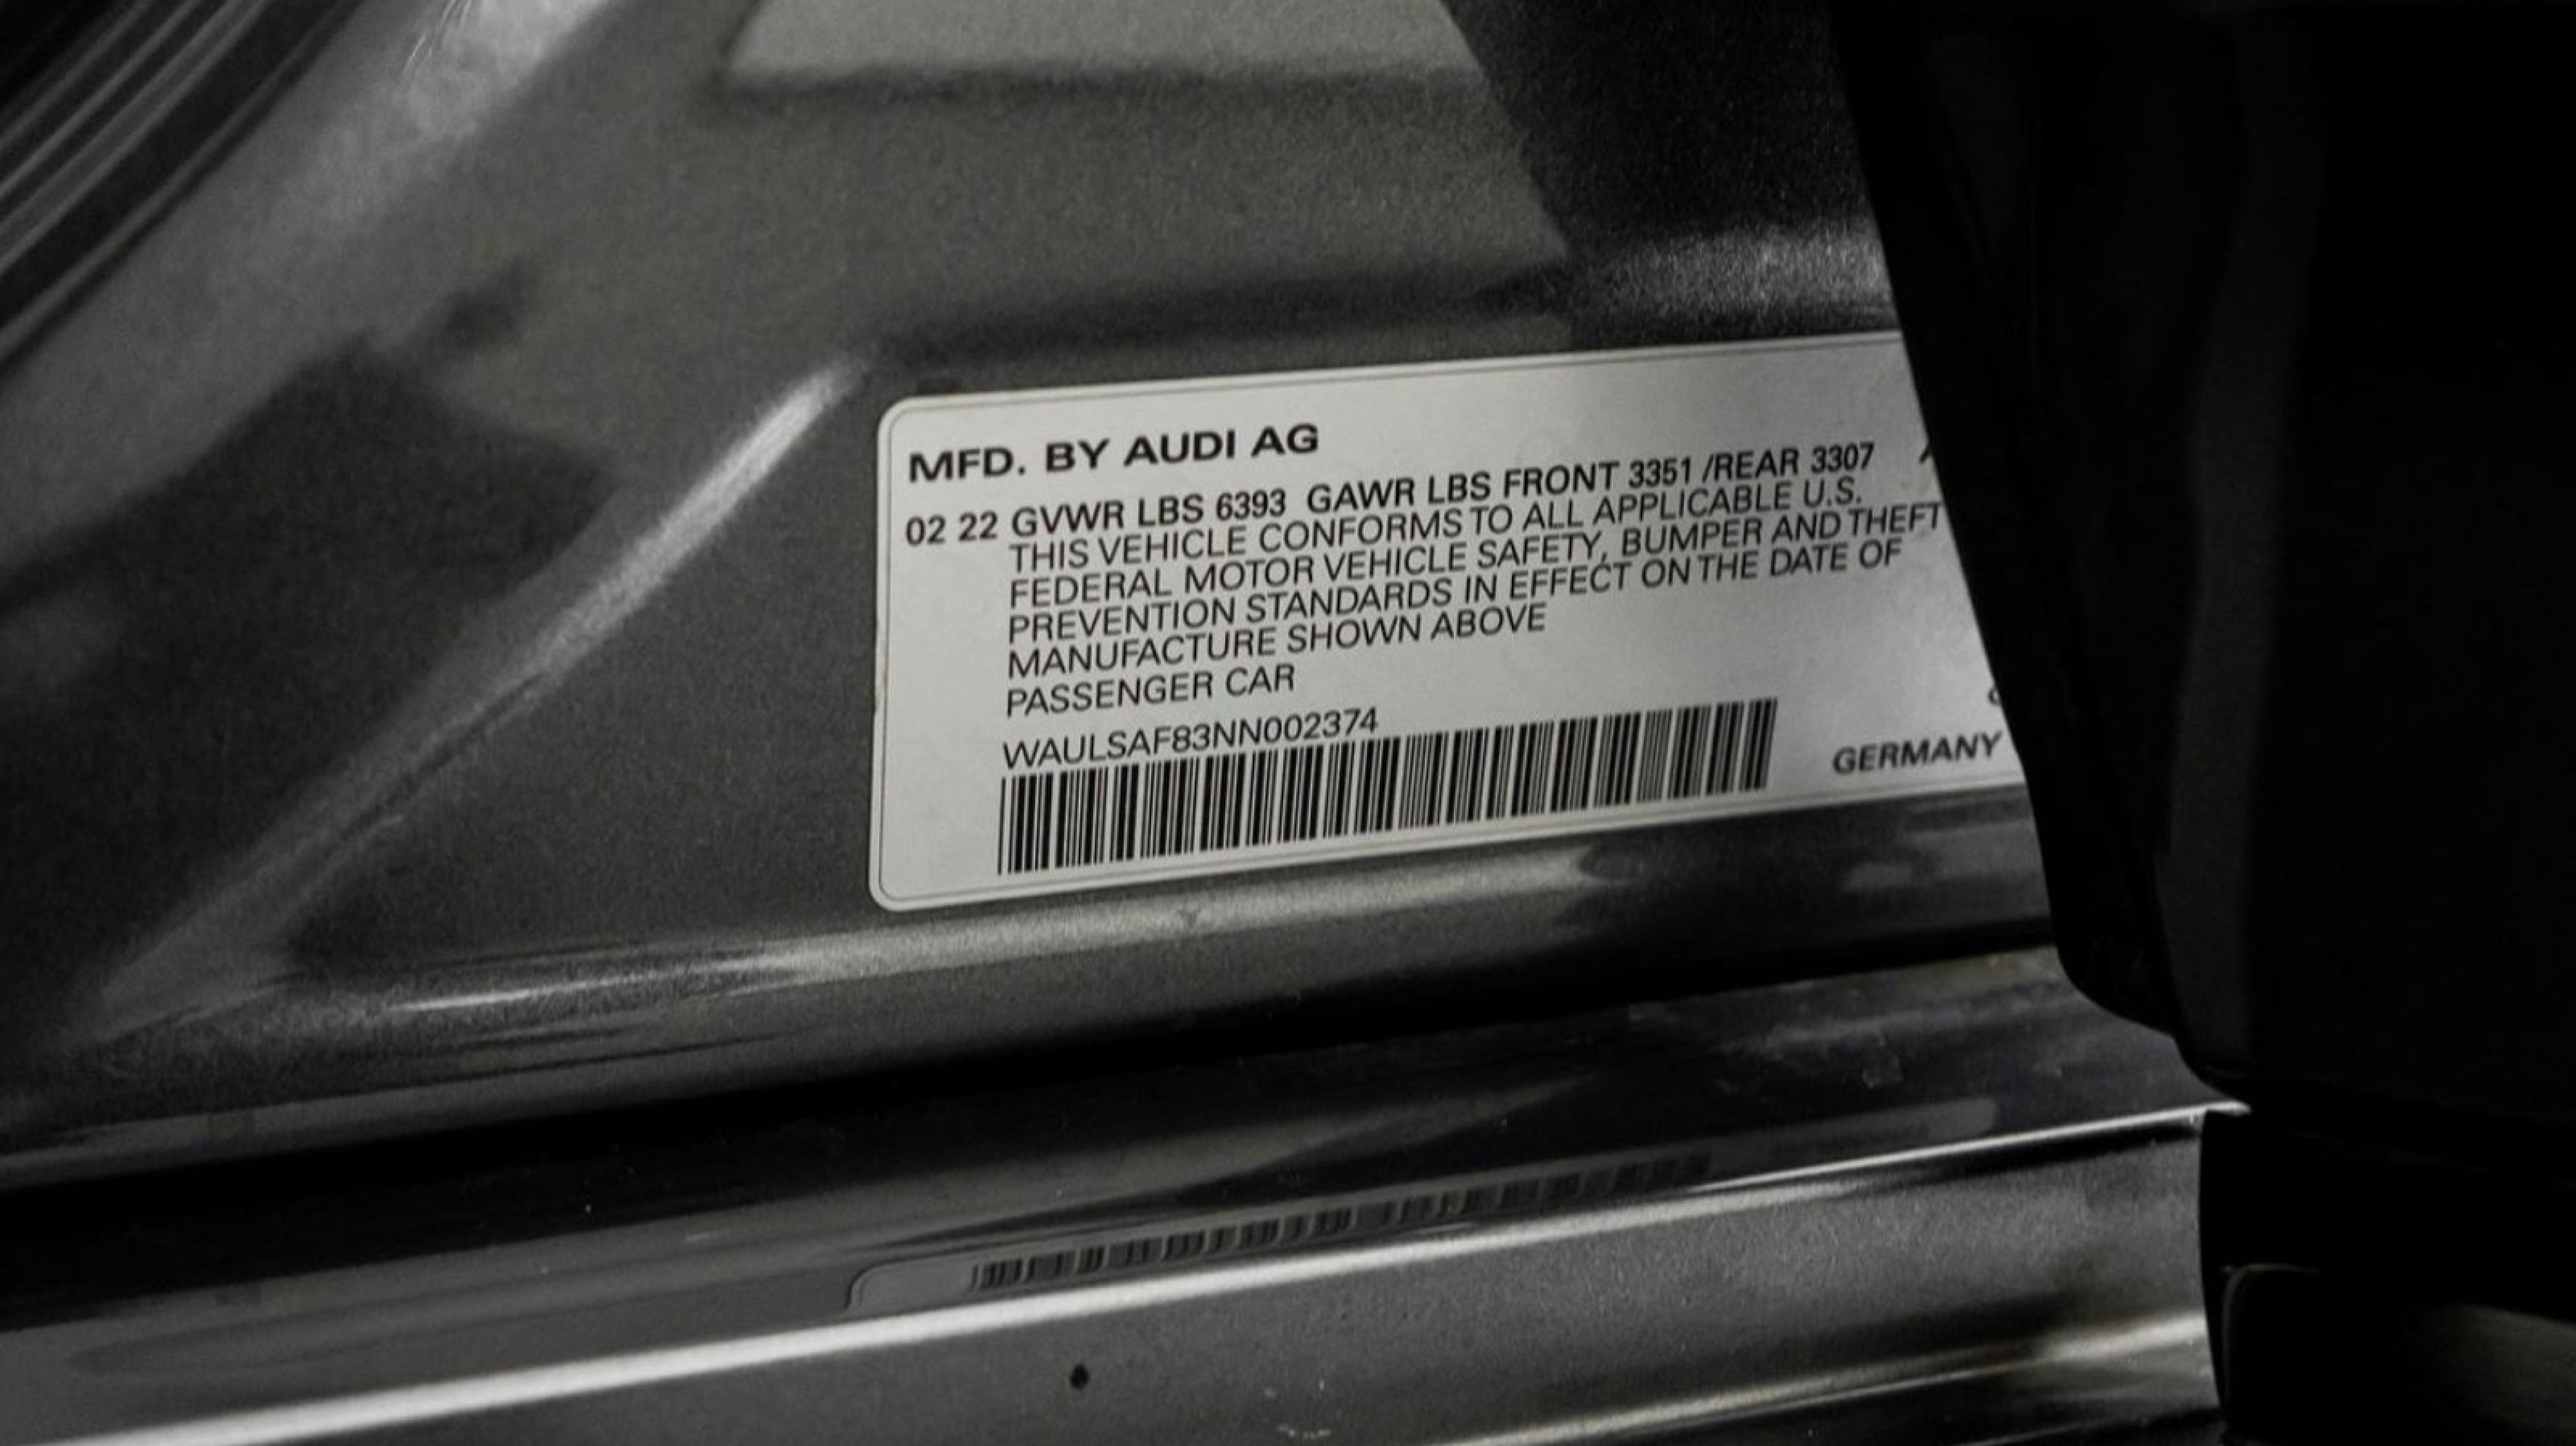 MFD. BY AUDI AG
02 22 GVWR LBS 6393 GAWR LBS FRONT 3351 /REAR 3307
THIS VEHICLE CONFORMS TO ALL APPLICABLE U.S.
FEDERAL MOTOR VEHICLE SAFETY, BUMPER AND THEFT
PREVENTION STANDARDS IN EFFECT ON THE DATE OF
MANUFACTURE SHOWN ABOVE
PASSENGER CAR
WAULSAF83NN002374
GERMANY